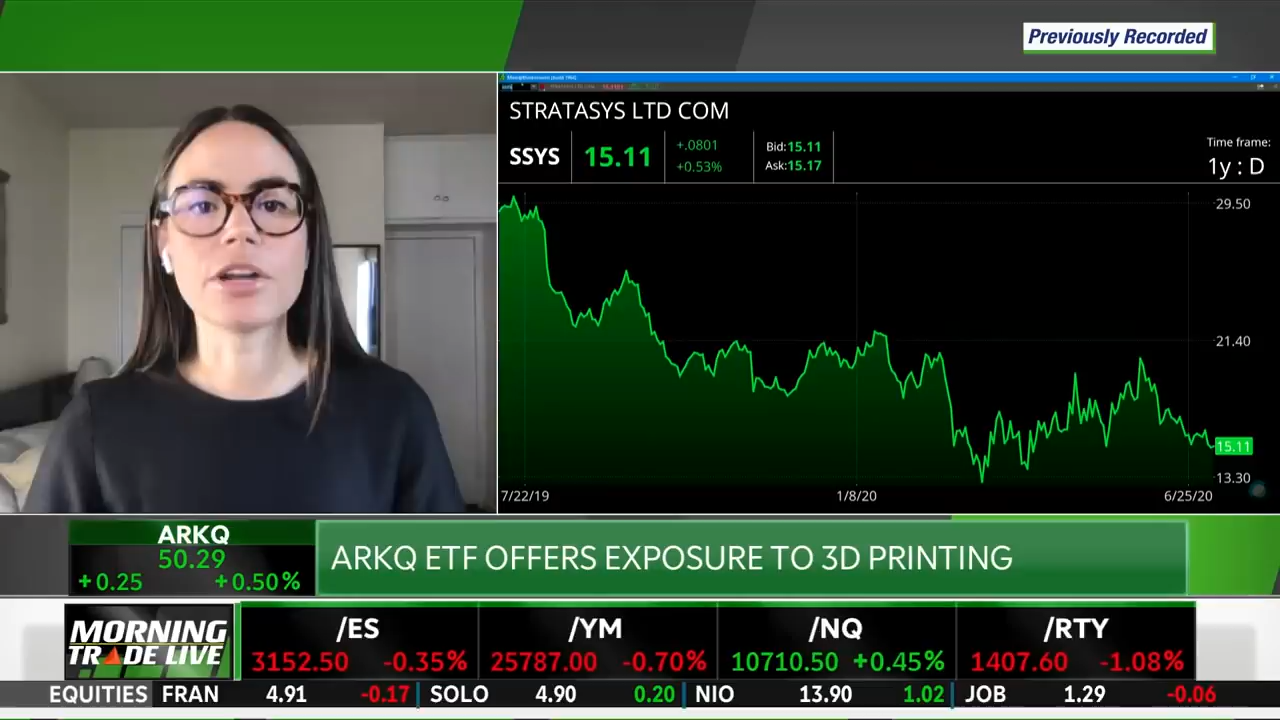 Previously Recorded
STRATASYS LTD COM
SSYS 15.11 +.0801 +0.53% Bid:15.11 Ask:15.17
Time frame:
1y : D
29.50
21.40
15.11
13.30
7/22/19 1/8/20 6/25/20
ARKQ
50.29
+0.25 +0.50%
ARKQ ETF OFFERS EXPOSURE TO 3D PRINTING
MORNING
TRADE LIVE
/ES /YM /NQ /RTY
3152.50 -0.35% 25787.00 -0.70% 10710.50 +0.45% 1407.60 -1.08%
EQUITIES FRAN 4.91 -0.17 SOLO 4.90 0.20 NIO 13.90 1.02 JOB 1.29 -0.06